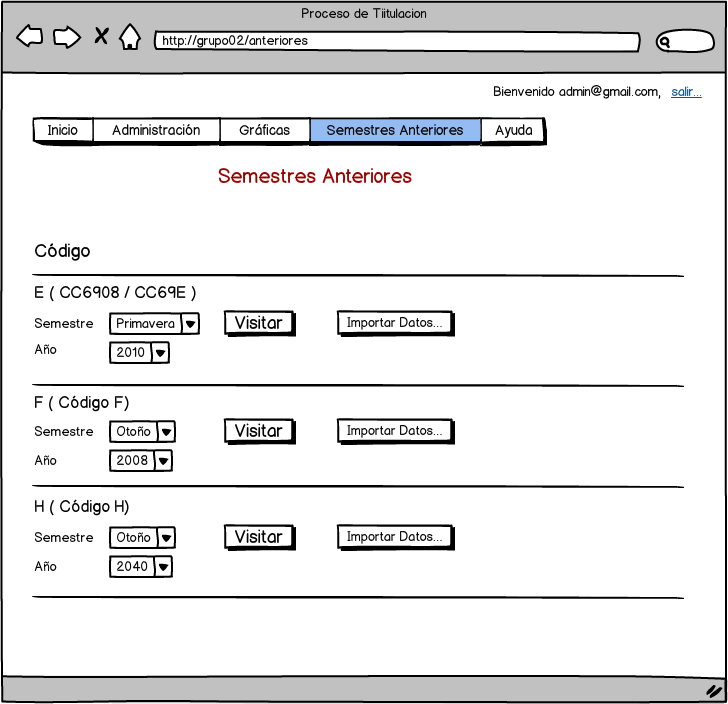 Proceso de Tiitulacion
http://grupo02/anteriores
Bienvenido admin@gmail.com, salir...
Inicio Administración Gráficas Semestres Anteriores Ayuda
Semestres Anteriores
Código
E ( CC6908 / CC69E )
Semestre Primavera Visitar Importar Datos...
Año 2010
F ( Código F)
Semestre Otoño Visitar Importar Datos...
Año 2008
H ( Código H)
Semestre Otoño Visitar Importar Datos...
Año 2040